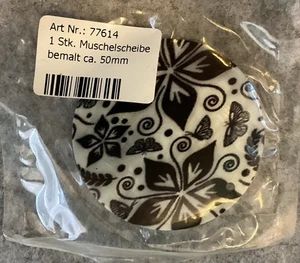 Art Nr.: 77614
1 Stk. Muschelscheibe
bemalt ca. 50mm